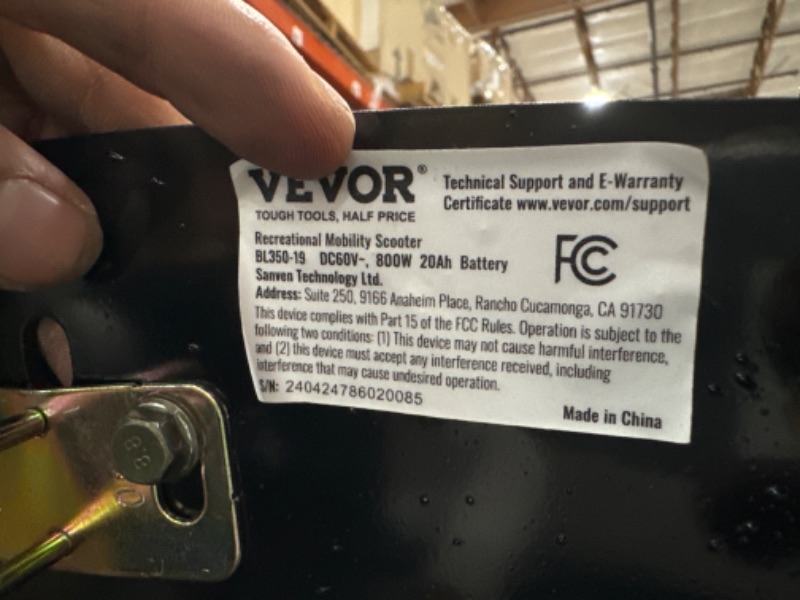 VEVOR®
TOUGH TOOLS, HALF PRICE
Technical Support and E-Warranty
Certificate www.vevor.com/support
Recreational Mobility Scooter
BL350-19 DC60V⎓, 800W 20Ah Battery
Sanven Technology Ltd.
Address: Suite 250, 9166 Anaheim Place, Rancho Cucamonga, CA 91730
This device complies with Part 15 of the FCC Rules. Operation is subject to the
following two conditions: (1) This device may not cause harmful interference,
and (2) this device must accept any interference received, including
interference that may cause undesired operation.
S/N: 240424786020085
FC
Made in China
8.8